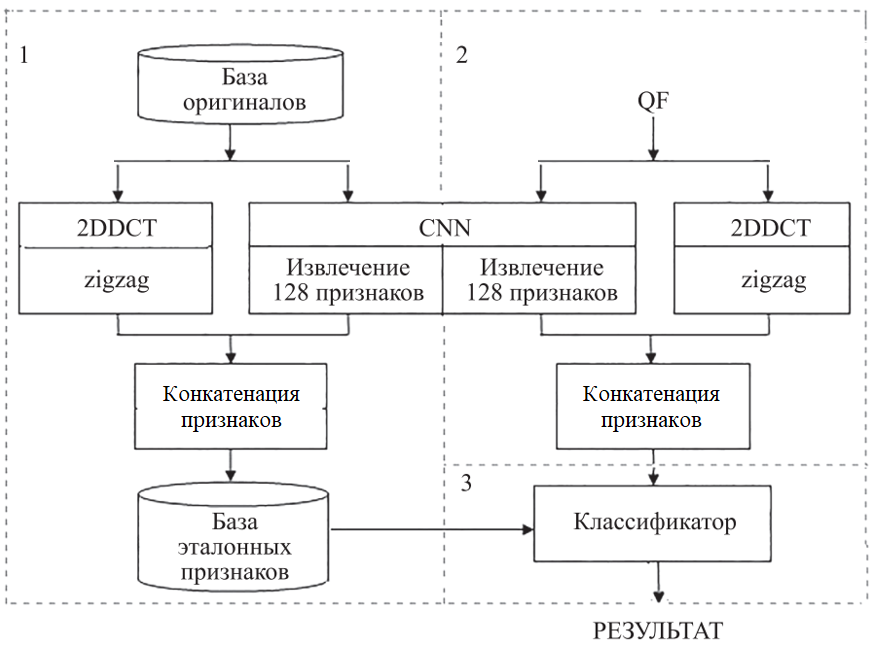 1
2
База
оригиналов
QF
2DDCT
CNN
2DDCT
zigzag
Извлечение
128 признаков
Извлечение
128 признаков
zigzag
Конкатенация
признаков
Конкатенация
признаков
3
База
эталонных
признаков
Классификатор
РЕЗУЛЬТАТ